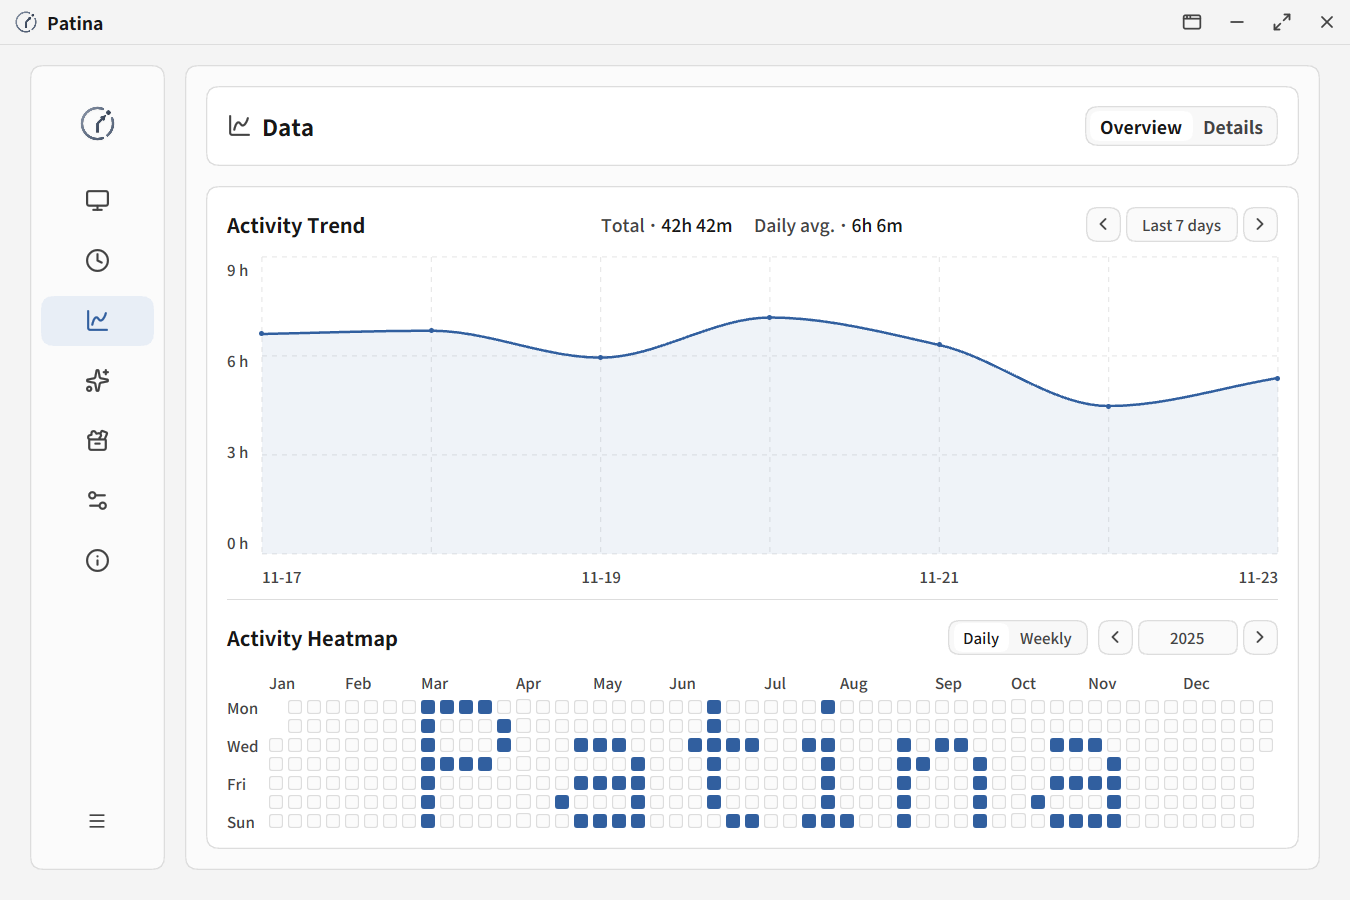 Patina
Data
Overview Details
Activity Trend
Total · 42h 42m Daily avg. · 6h 6m
Last 7 days
9 h
6 h
3 h
0 h
11-17 11-19 11-21 11-23
Activity Heatmap
Daily Weekly
2025
Jan Feb Mar Apr May Jun Jul Aug Sep Oct Nov Dec
Mon
Wed
Fri
Sun